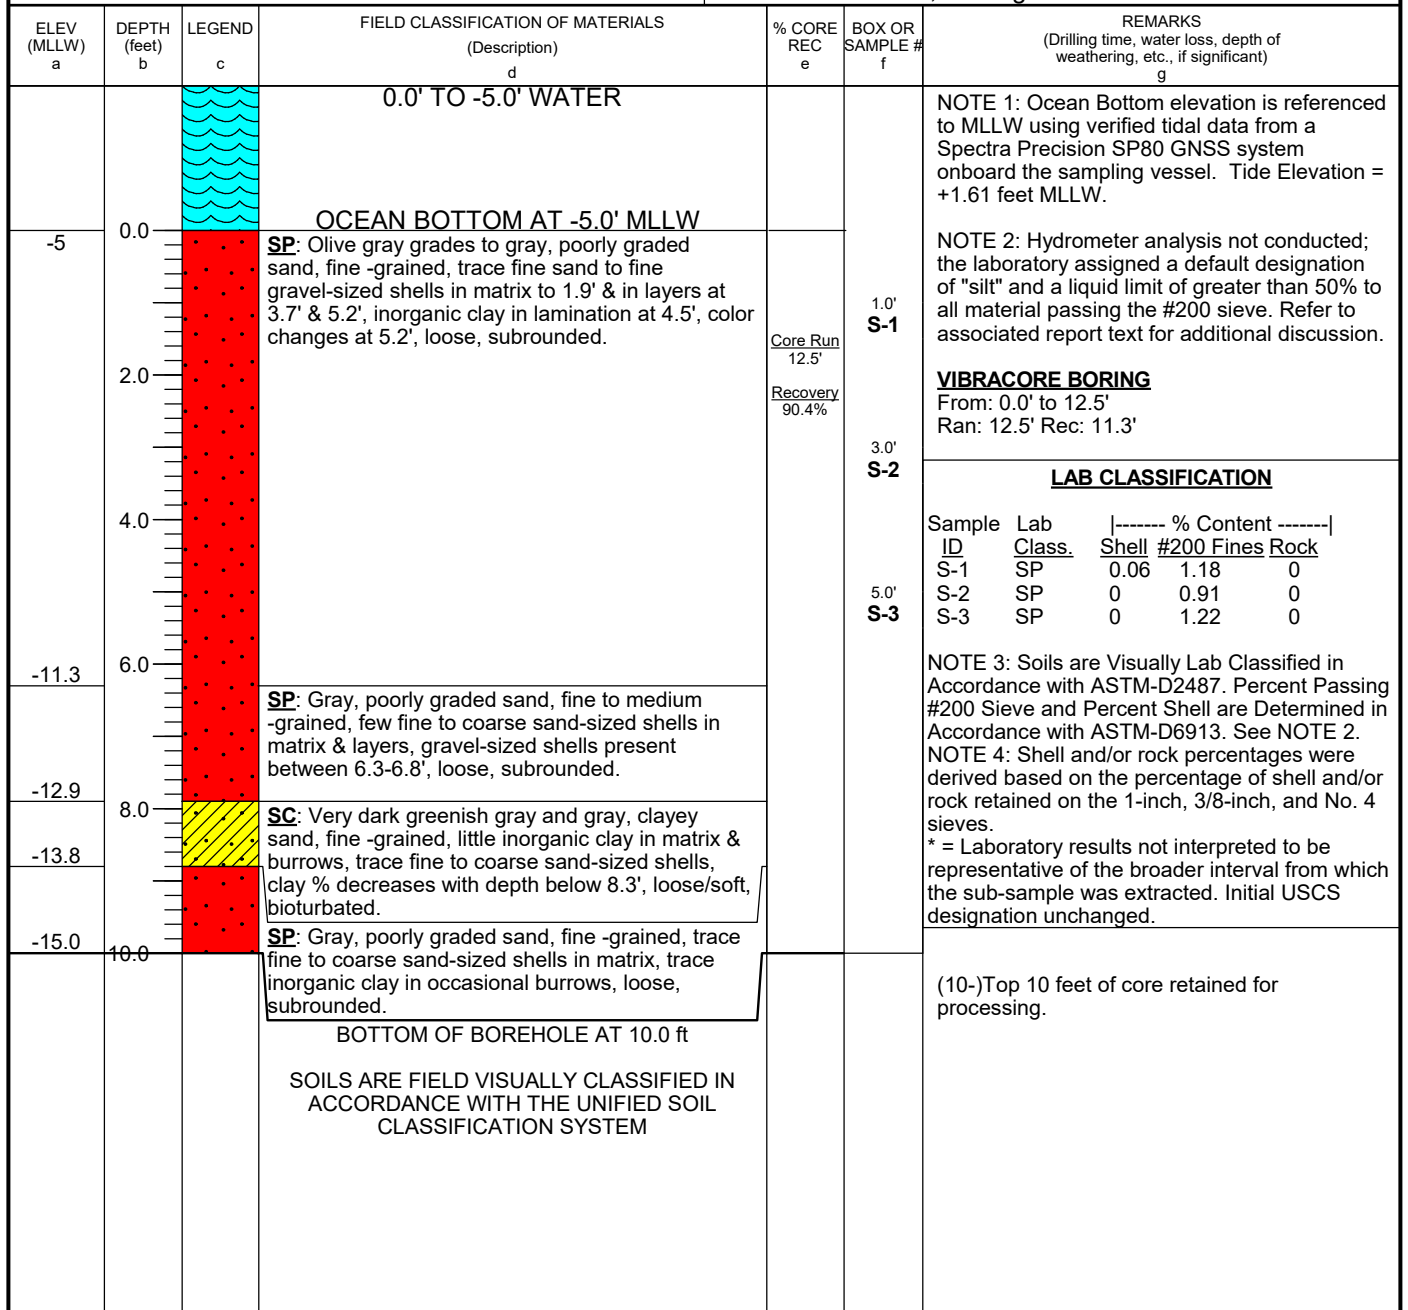 ELEV
(MLLW)
a
DEPTH
(feet)
b
LEGEND
c
FIELD CLASSIFICATION OF MATERIALS
(Description)
d
% CORE
REC
e
BOX OR
SAMPLE #
f
REMARKS
(Drilling time, water loss, depth of
weathering, etc., if significant)
g
0.0' TO -5.0' WATER
OCEAN BOTTOM AT -5.0' MLLW
-5
0.0
2.0
4.0
6.0
8.0
10.0
-11.3
-12.9
-13.8
-15.0
SP: Olive gray grades to gray, poorly graded
sand, fine -grained, trace fine sand to fine
gravel-sized shells in matrix to 1.9' & in layers at
3.7' & 5.2', inorganic clay in lamination at 4.5', color
changes at 5.2', loose, subrounded.
SP: Gray, poorly graded sand, fine to medium
-grained, few fine to coarse sand-sized shells in
matrix & layers, gravel-sized shells present
between 6.3-6.8', loose, subrounded.
SC: Very dark greenish gray and gray, clayey
sand, fine -grained, little inorganic clay in matrix &
burrows, trace fine to coarse sand-sized shells,
clay % decreases with depth below 8.3', loose/soft,
bioturbated.
SP: Gray, poorly graded sand, fine -grained, trace
fine to coarse sand-sized shells in matrix, trace
inorganic clay in occasional burrows, loose,
subrounded.
BOTTOM OF BOREHOLE AT 10.0 ft
SOILS ARE FIELD VISUALLY CLASSIFIED IN
ACCORDANCE WITH THE UNIFIED SOIL
CLASSIFICATION SYSTEM
Core Run
12.5'
Recovery
90.4%
1.0'
S-1
3.0'
S-2
5.0'
S-3
NOTE 1: Ocean Bottom elevation is referenced
to MLLW using verified tidal data from a
Spectra Precision SP80 GNSS system
onboard the sampling vessel. Tide Elevation =
+1.61 feet MLLW.
NOTE 2: Hydrometer analysis not conducted;
the laboratory assigned a default designation
of "silt" and a liquid limit of greater than 50% to
all material passing the #200 sieve. Refer to
associated report text for additional discussion.
VIBRACORE BORING
From: 0.0' to 12.5'
Ran: 12.5' Rec: 11.3'
LAB CLASSIFICATION
Sample Lab |------- % Content -------|
ID Class. Shell #200 Fines Rock
S-1 SP 0.06 1.18 0
S-2 SP 0 0.91 0
S-3 SP 0 1.22 0
NOTE 3: Soils are Visually Lab Classified in
Accordance with ASTM-D2487. Percent Passing
#200 Sieve and Percent Shell are Determined in
Accordance with ASTM-D6913. See NOTE 2.
NOTE 4: Shell and/or rock percentages were
derived based on the percentage of shell and/or
rock retained on the 1-inch, 3/8-inch, and No. 4
sieves.
* = Laboratory results not interpreted to be
representative of the broader interval from which
the sub-sample was extracted. Initial USCS
designation unchanged.
(10-)Top 10 feet of core retained for
processing.